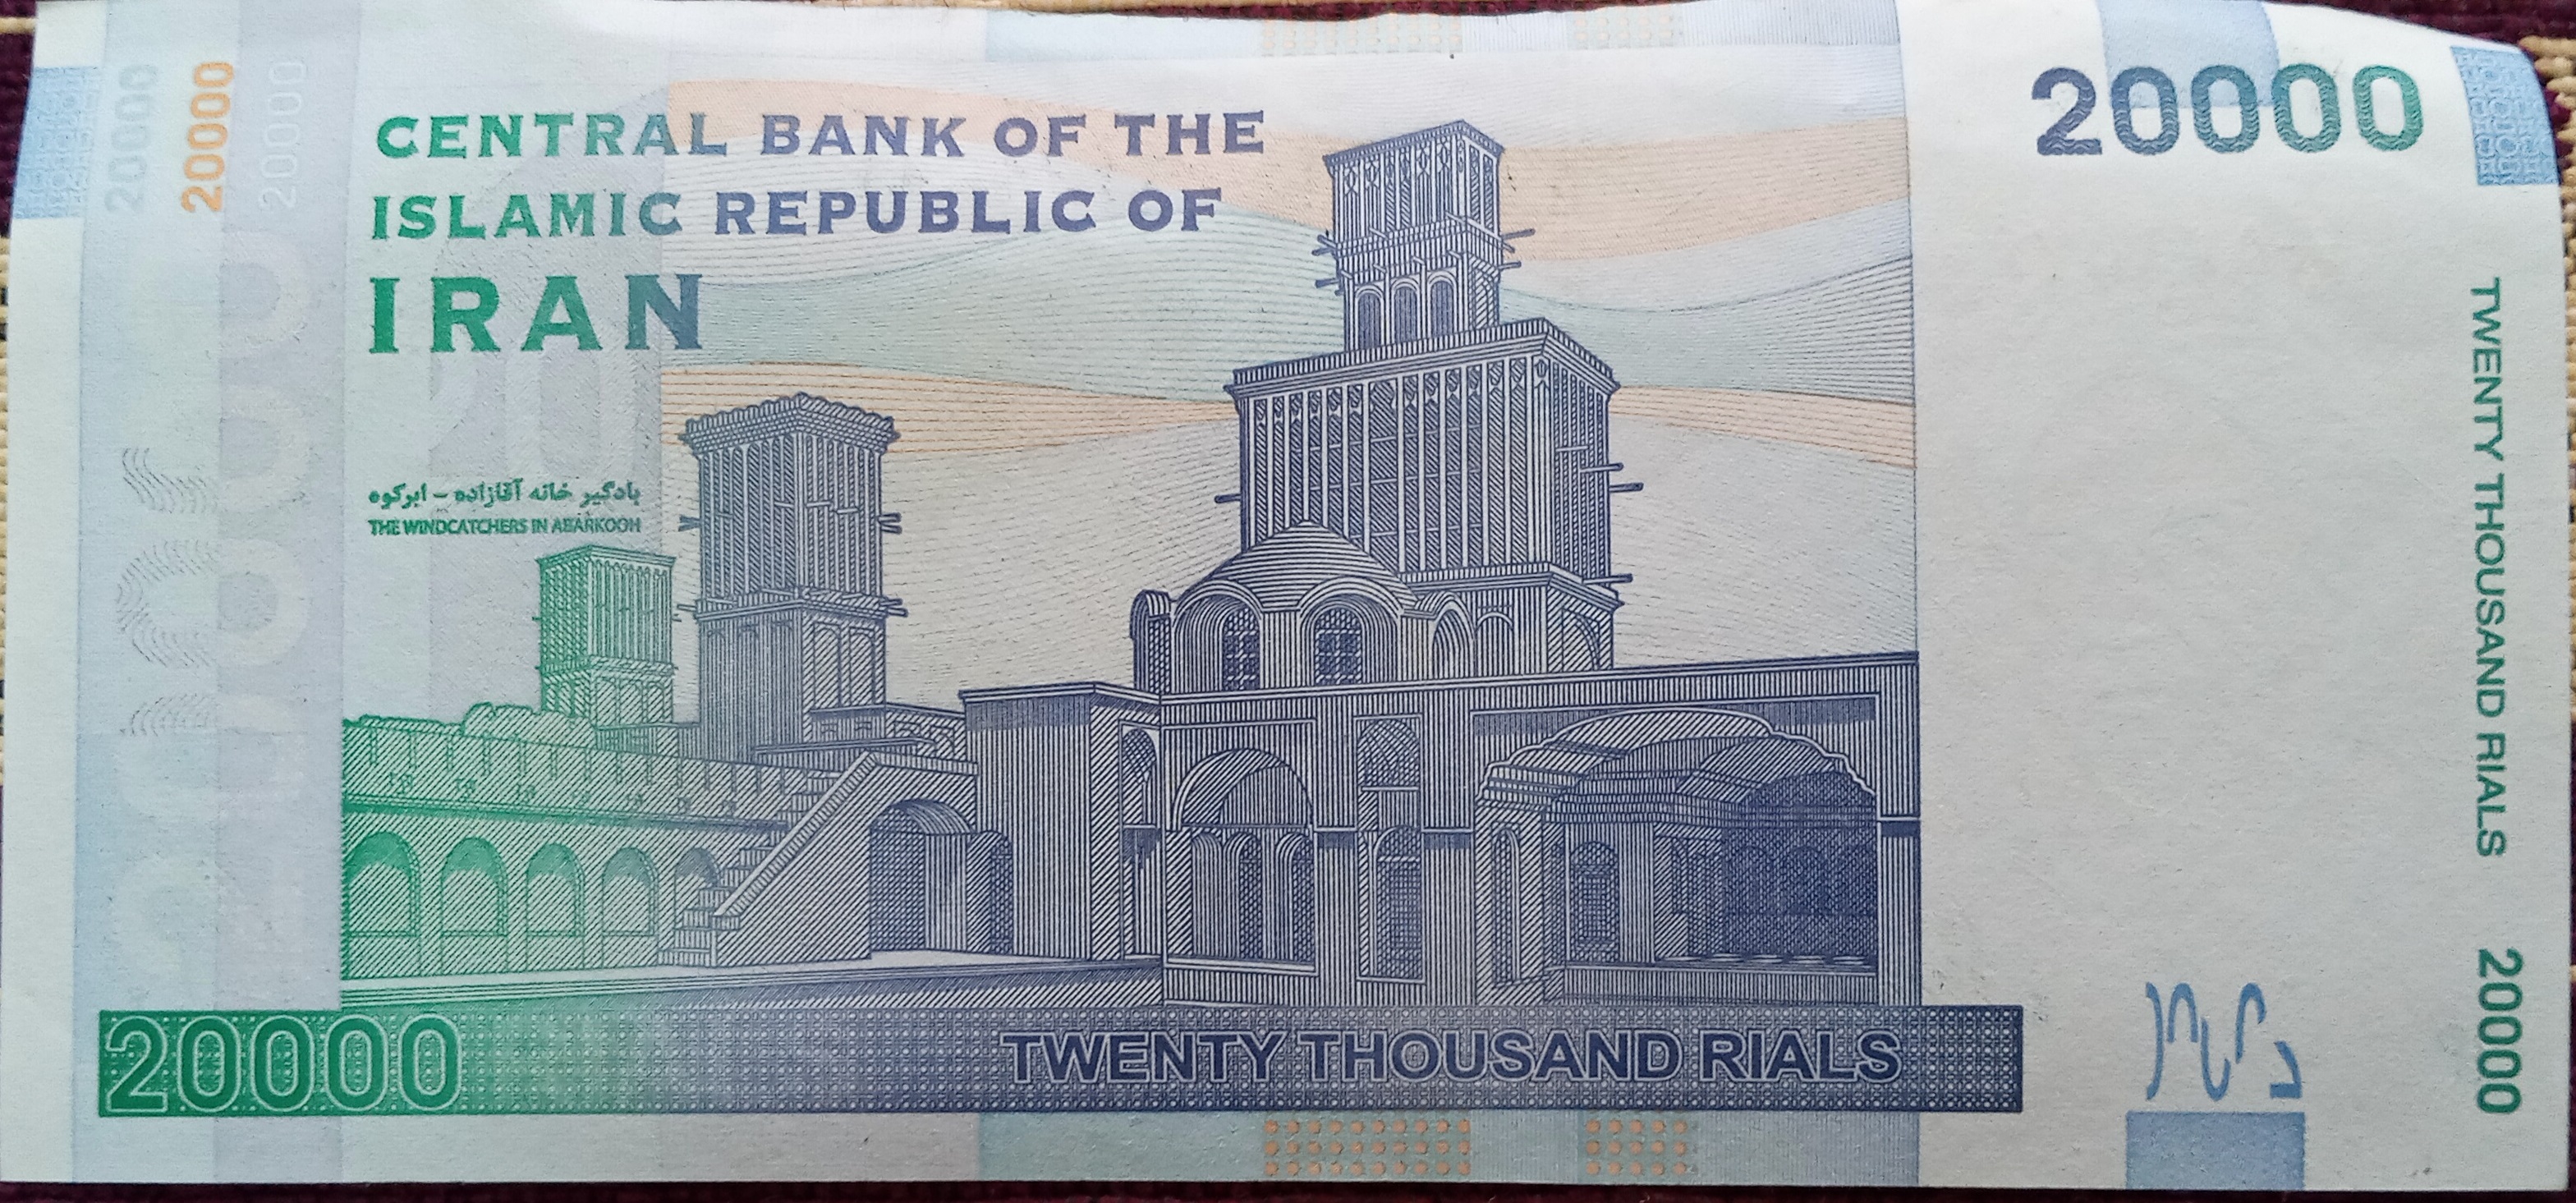 20000
20000
20000
CENTRAL BANK OF THE
ISLAMIC REPUBLIC OF
IRAN
20000
بادگیر خانه آقازاده - ابرکوه
THE WINDCATCHERS IN ABARKOOH
20
TWENTY THOUSAND RIALS 20000
20000
TWENTY THOUSAND RIALS